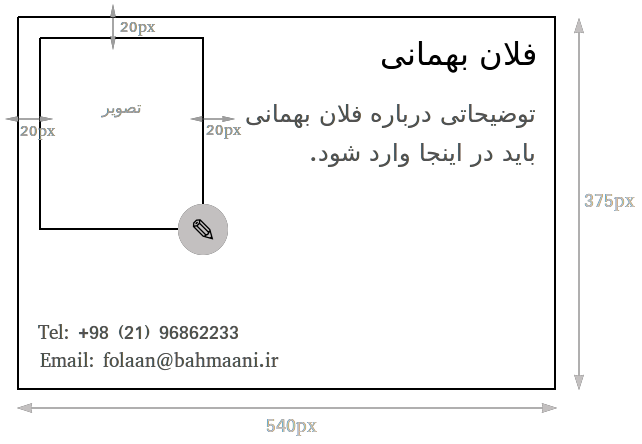 20px
فلان بهمانی
تصویر
توضیحاتی درباره فلان بهمانی
20px
20px
باید در اینجا وارد شود.
375px
Tel: +98 (21) 96862233
Email: folaan@bahmaani.ir
540px